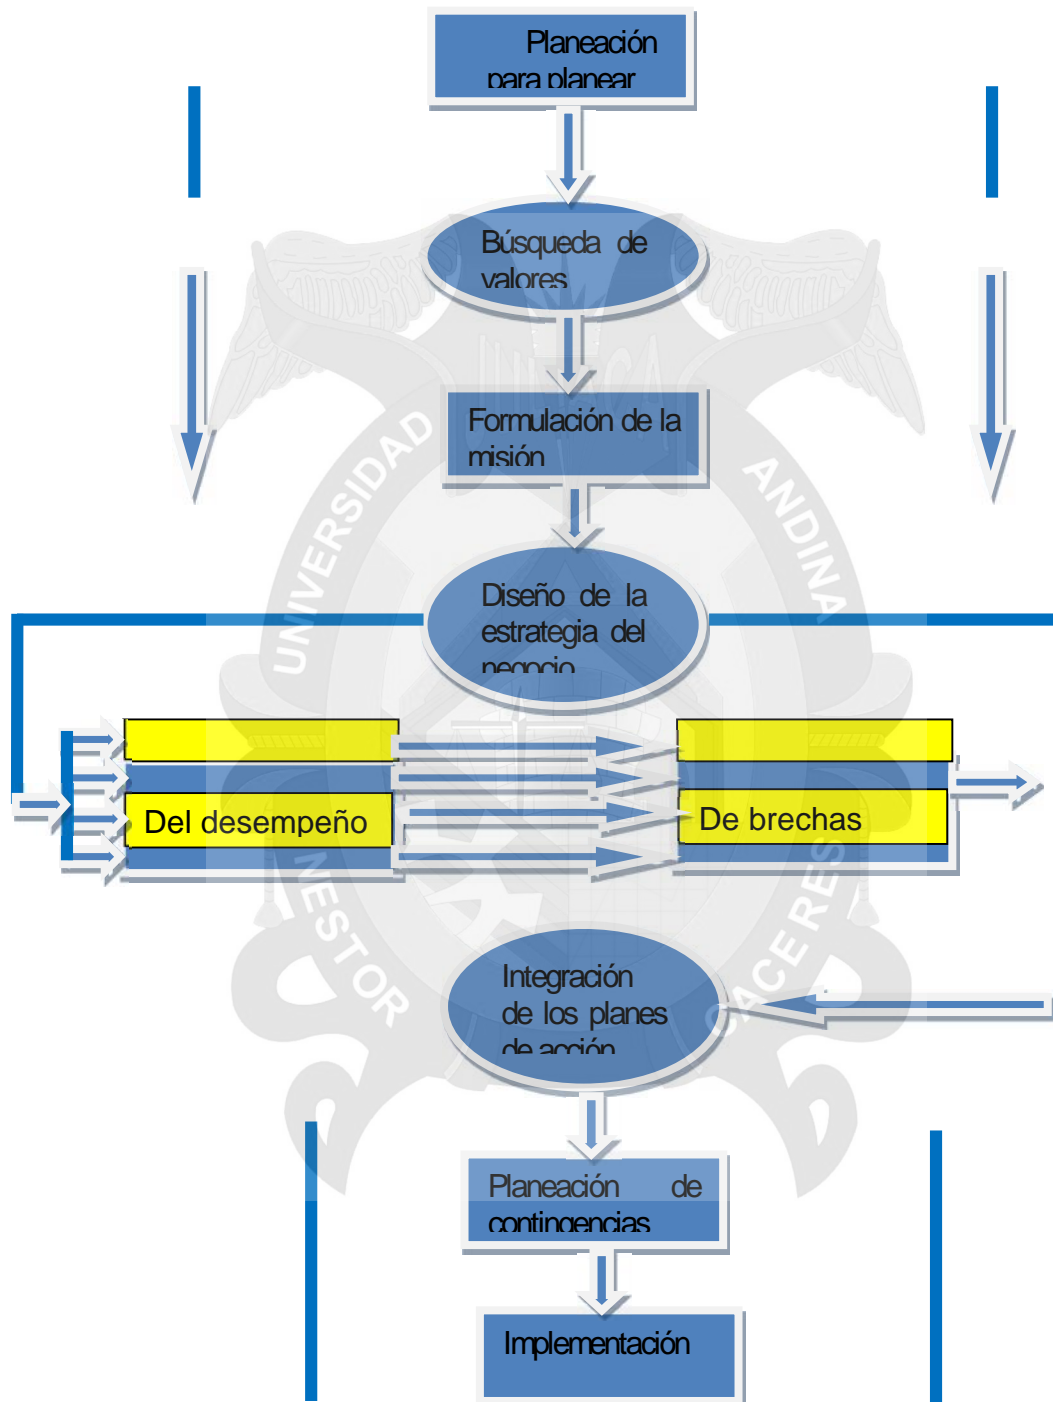 Planeación
para planear
Búsqueda de
valores
Formulación de la
misión
Diseño de la
estrategia del
negocio
Del desempeño
De brechas
Integración
de los planes
de acción
Planeación de
contingencias
Implementación
UNIVERSIDAD
ANDINA
NESTOR
CACERES